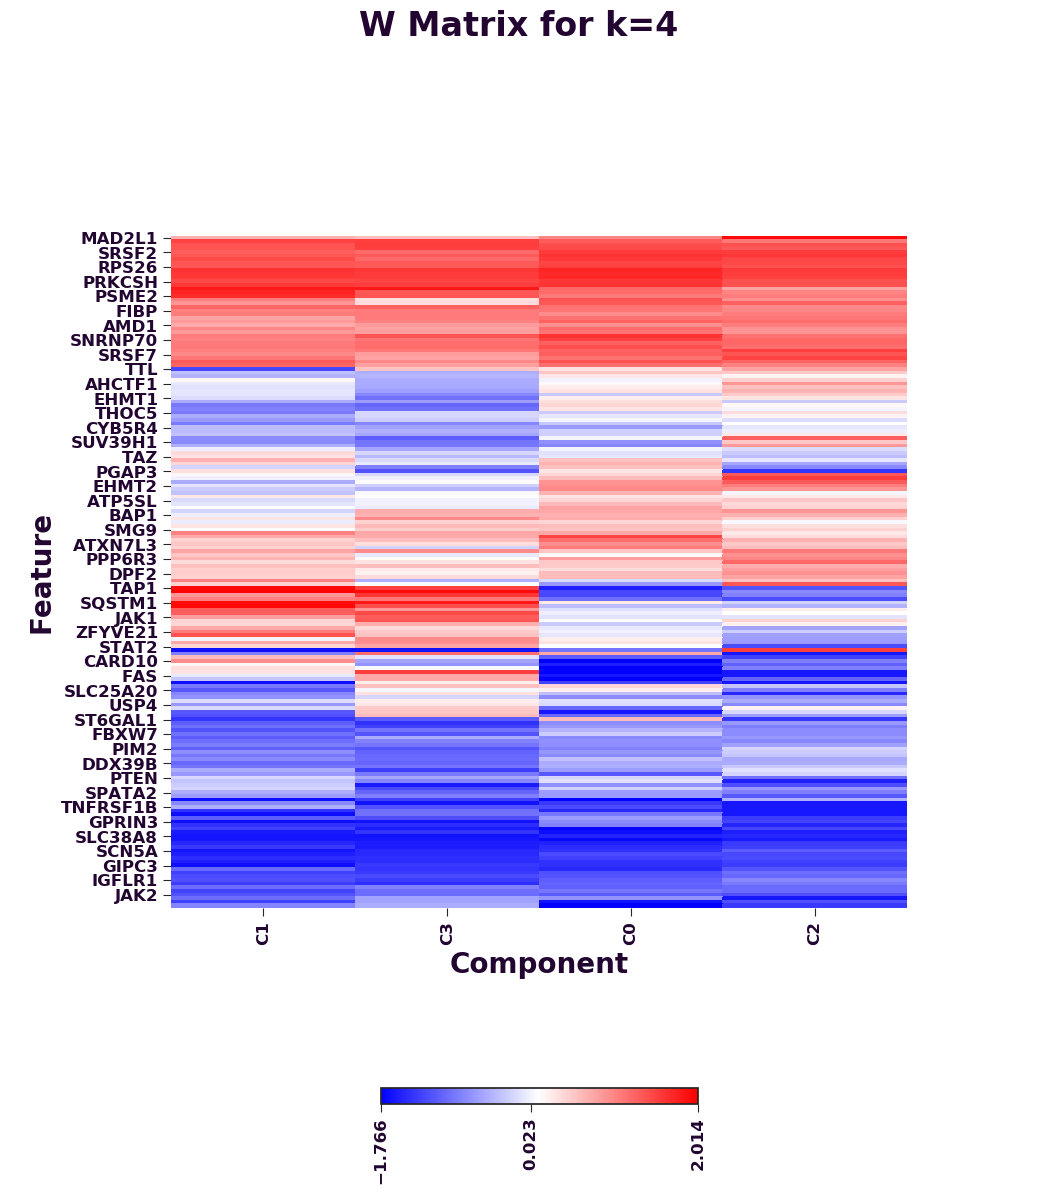 W Matrix for k=4
Feature
MAD2L1
SRSF2
RPS26
PRKCSH
PSME2
FIBP
AMD1
SNRNP70
SRSF7
TTL
AHCTF1
EHMT1
THOC5
CYB5R4
SUV39H1
TAZ
PGAP3
EHMT2
ATP5SL
BAP1
SMG9
ATXN7L3
PPP6R3
DPF2
TAP1
SQSTM1
JAK1
ZFYVE21
STAT2
CARD10
FAS
SLC25A20
USP4
ST6GAL1
FBXW7
PIM2
DDX39B
PTEN
SPATA2
TNFRSF1B
GPRIN3
SLC38A8
SCN5A
GIPC3
IGFLR1
JAK2
C1 C3 C0 C2
Component
−1.766 0.023 2.014